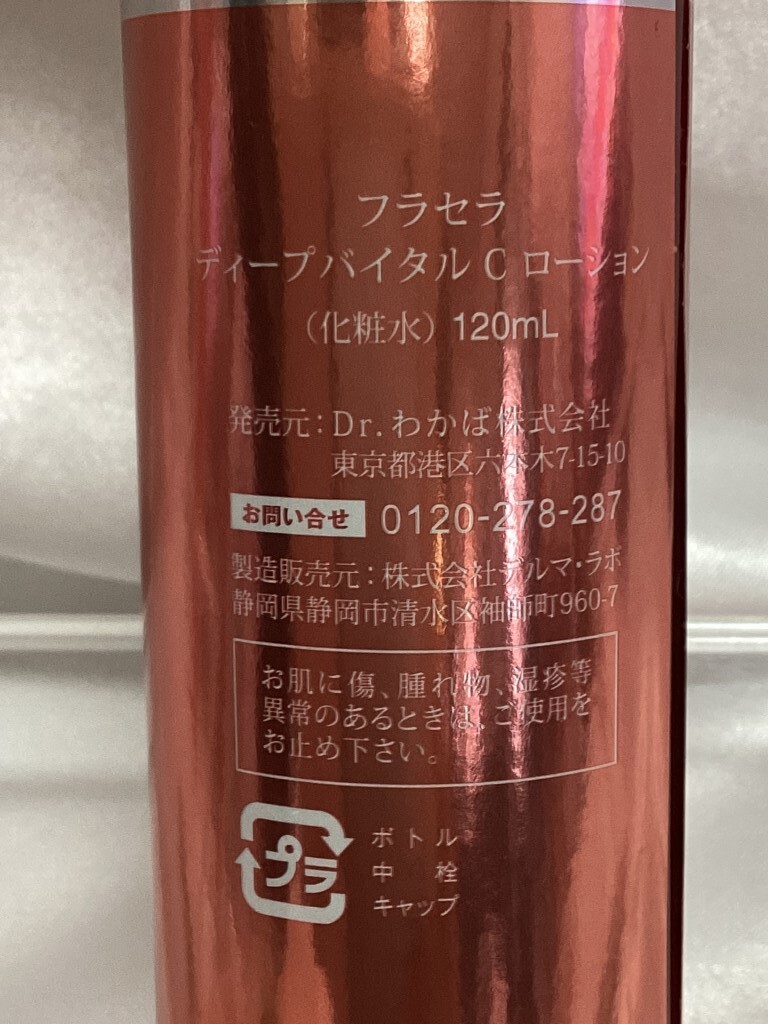 フラセラ
ディープバイタル C ローション
（化粧水）120mL
発売元：Dr.わかば株式会社
東京都港区六本木7-15-10
お問い合せ 0120-278-287
製造販売元：株式会社デルマ・ラボ
静岡県静岡市清水区袖師町960-7
お肌に傷、腫れ物、湿疹等
異常のあるときは、ご使用を
お止め下さい。
プラ
ボトル
中栓
キャップ